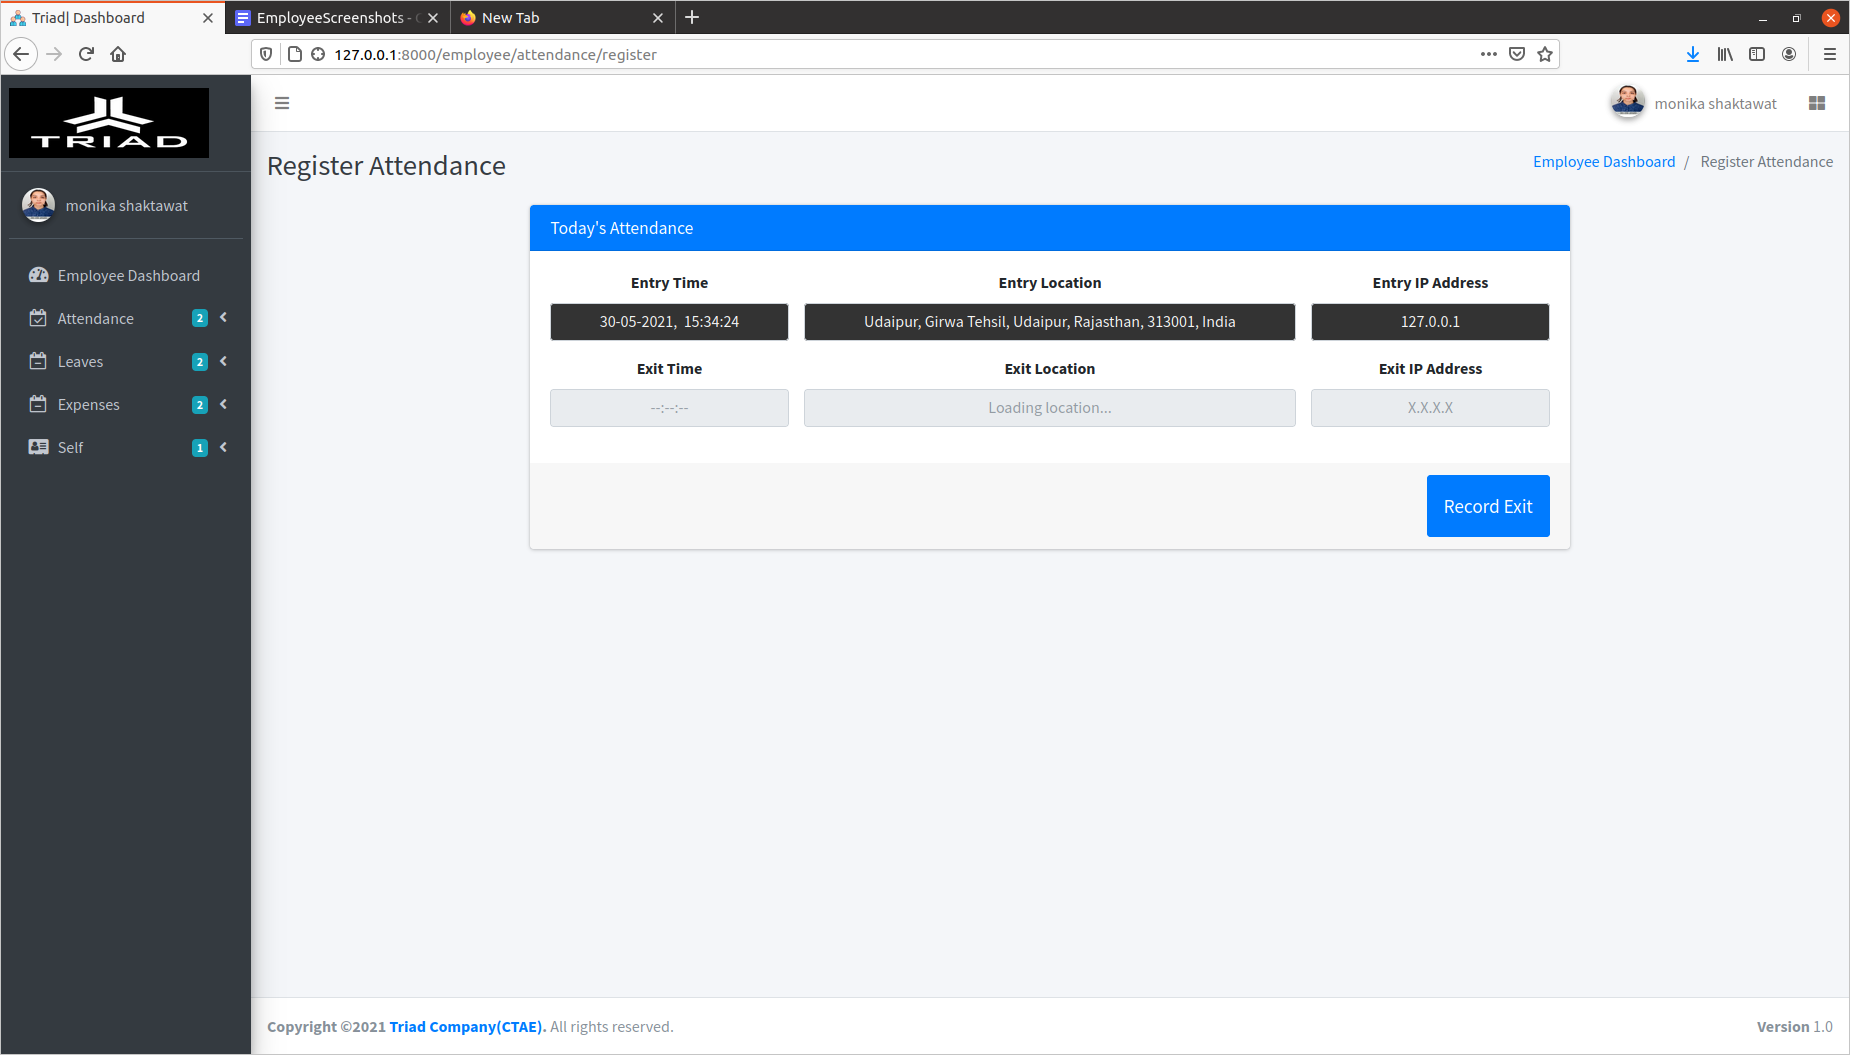 Triad| Dashboard
EmployeeScreenshots -
New Tab
127.0.0.1:8000/employee/attendance/register
TRIAD
monika shaktawat
monika shaktawat
Employee Dashboard
Attendance 2
Leaves 2
Expenses 2
Self 1
Register Attendance
Employee Dashboard / Register Attendance
Today's Attendance
Entry Time Entry Location Entry IP Address
30-05-2021, 15:34:24 Udaipur, Girwa Tehsil, Udaipur, Rajasthan, 313001, India 127.0.0.1
Exit Time Exit Location Exit IP Address
--:--:-- Loading location... X.X.X.X
Record Exit
Copyright ©2021 Triad Company(CTAE). All rights reserved.
Version 1.0